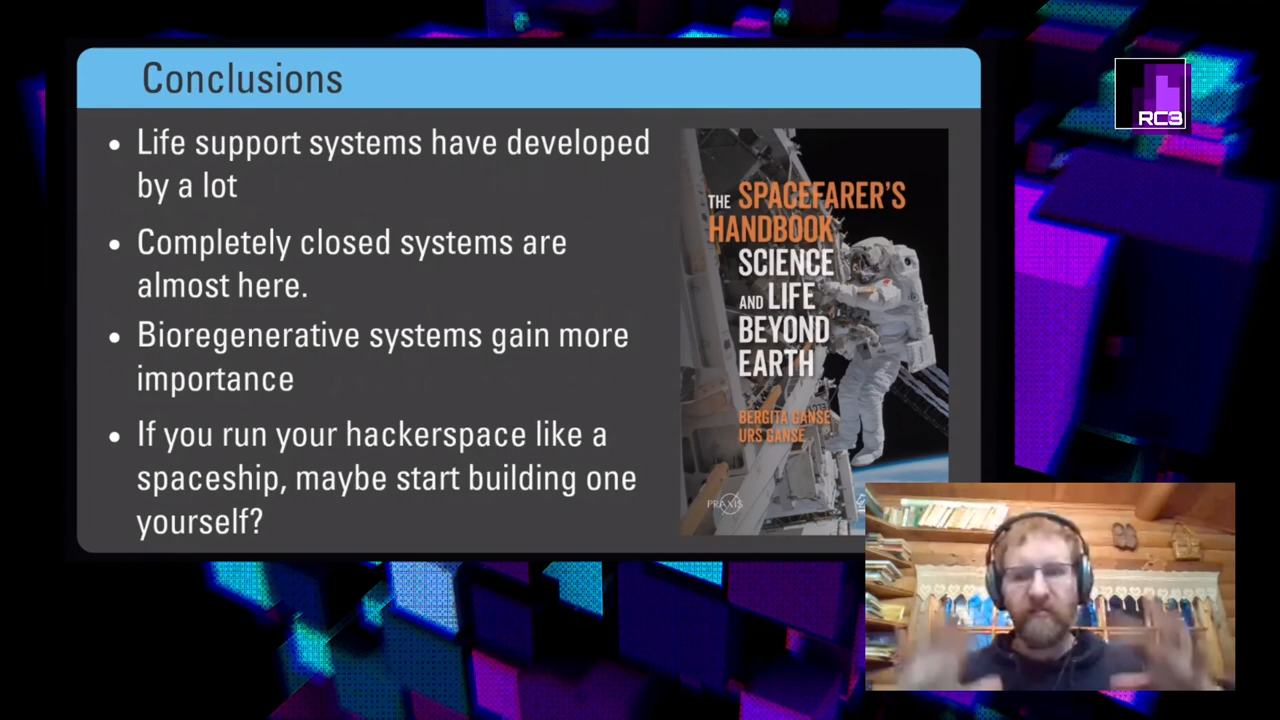 Conclusions
• Life support systems have developed
by a lot
• Completely closed systems are
almost here.
• Bioregenerative systems gain more
importance
• If you run your hackerspace like a
spaceship, maybe start building one
yourself?
THE SPACEFARER'S
HANDBOOK
SCIENCE
AND LIFE
BEYOND
EARTH
BERGITA GANSE
URS GANSE
PRAXIS
RC3